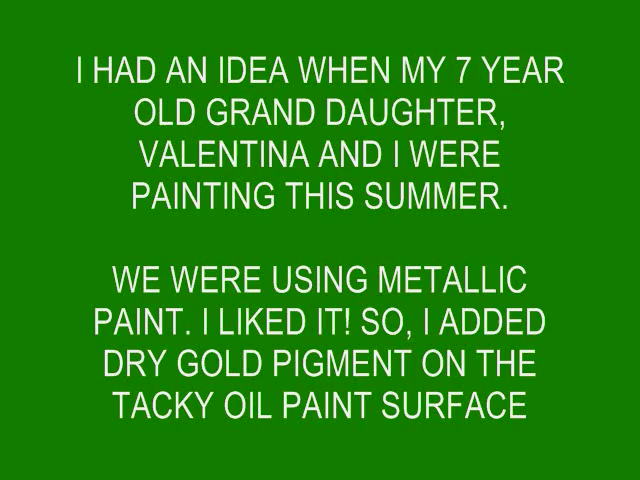 I HAD AN IDEA WHEN MY 7 YEAR
OLD GRAND DAUGHTER,
VALENTINA AND I WERE
PAINTING THIS SUMMER.
WE WERE USING METALLIC
PAINT. I LIKED IT! SO, I ADDED
DRY GOLD PIGMENT ON THE
TACKY OIL PAINT SURFACE